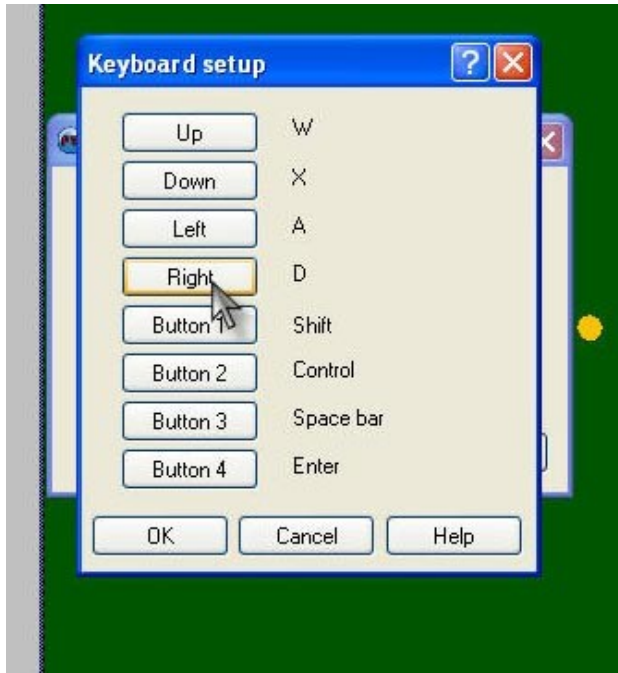 Keyboard setup
Up W
Down X
Left A
Right D
Button 1 Shift
Button 2 Control
Button 3 Space bar
Button 4 Enter
OK Cancel Help